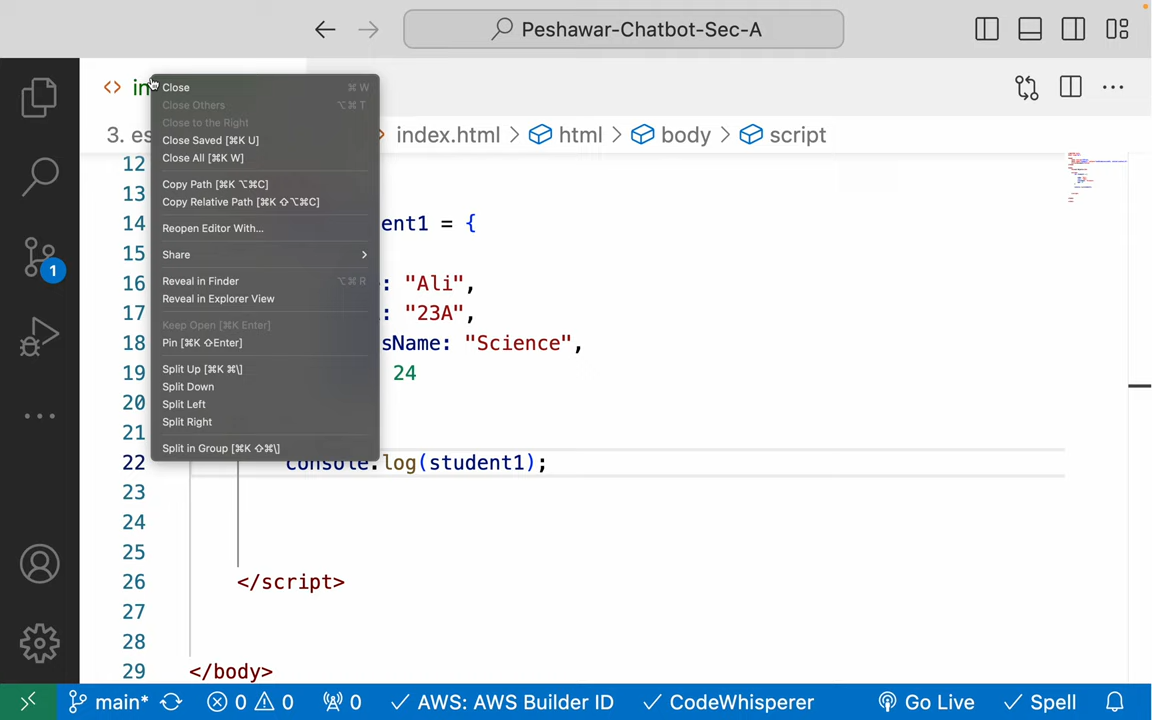 Peshawar-Chatbot-Sec-A
in
3. es
index.html > html > body > script
Close ⌘ W
Close Others ⌥⌘ T
Close to the Right
Close Saved [⌘K U]
Close All [⌘K W]
Copy Path [⌘K ⌥⌘C]
Copy Relative Path [⌘K ⇧⌥⌘C]
Reopen Editor With...
Share
Reveal in Finder ⌥⌘ R
Reveal in Explorer View
Keep Open [⌘K Enter]
Pin [⌘K ⇧Enter]
Split Up [⌘K ⌘\]
Split Down
Split Left
Split Right
Split in Group [⌘K ⇧⌘\]
12
13
14 ent1 = {
15
16 : "Ali",
17 : "23A",
18 sName: "Science",
19 24
20
21
22 console.log(student1);
23
24
25
26 </script>
27
28
29 </body>
1
main* 0 0 0 AWS: AWS Builder ID CodeWhisperer Go Live Spell